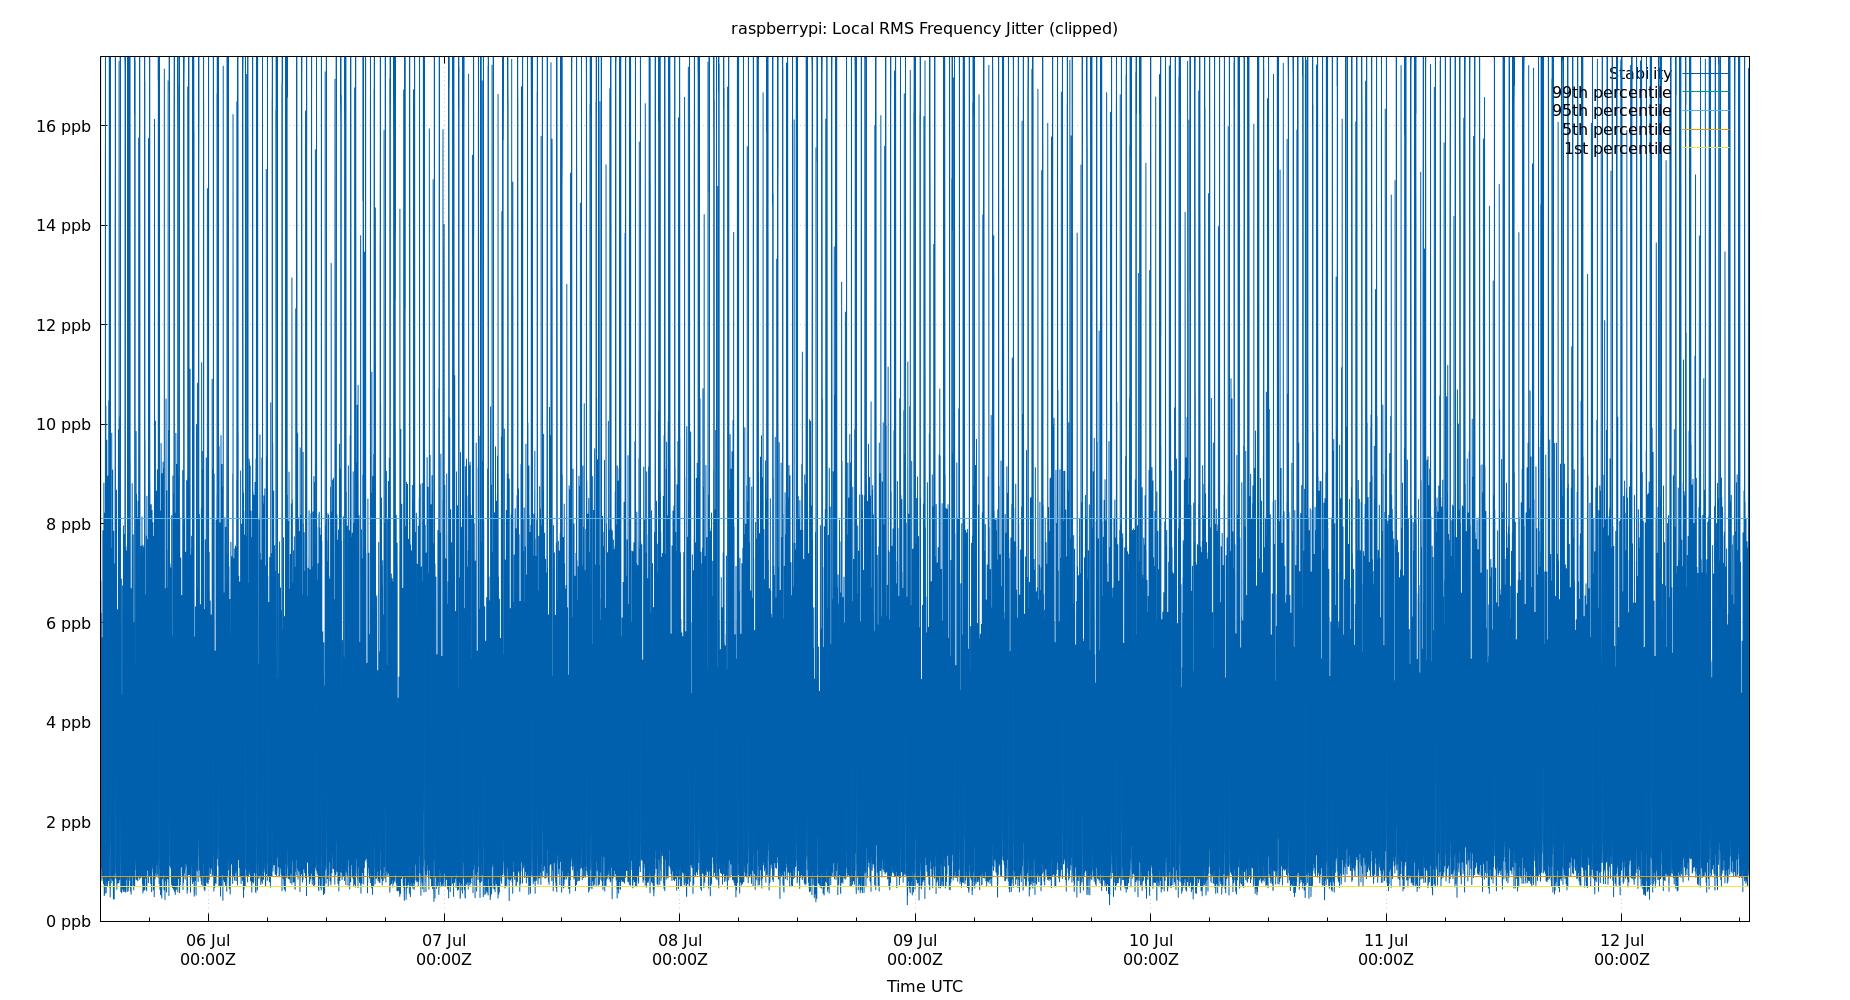 raspberrypi: Local RMS Frequency Jitter (clipped)
Stability
99th percentile
95th percentile
5th percentile
1st percentile
16 ppb
14 ppb
12 ppb
10 ppb
8 ppb
6 ppb
4 ppb
2 ppb
0 ppb
06 Jul 07 Jul 08 Jul 09 Jul 10 Jul 11 Jul 12 Jul
00:00Z 00:00Z 00:00Z 00:00Z 00:00Z 00:00Z 00:00Z
Time UTC